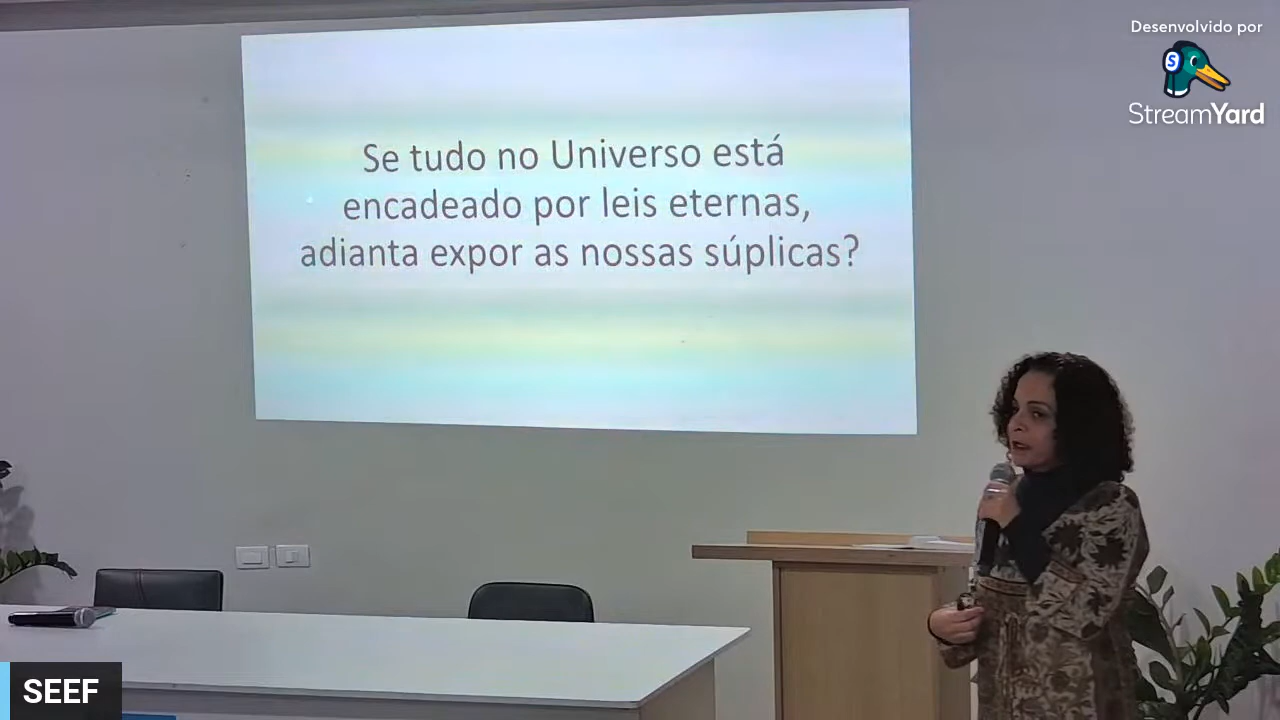 Desenvolvido por
S
StreamYard
Se tudo no Universo está
encadeado por leis eternas,
adianta expor as nossas súplicas?
SEEF